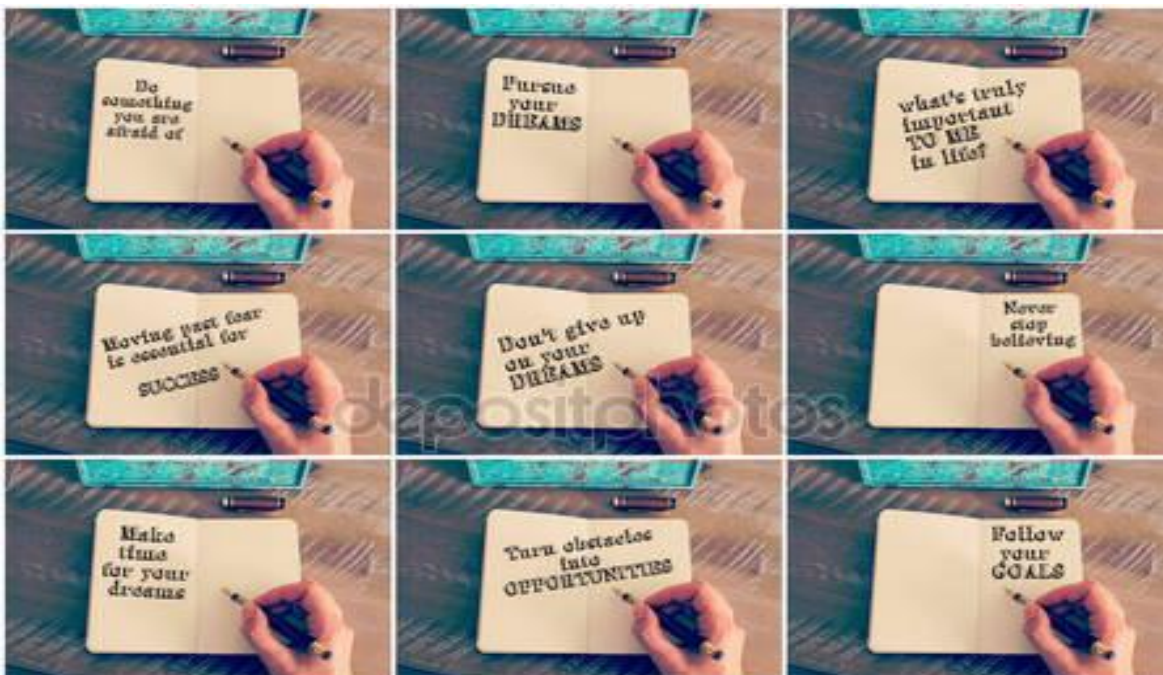 Do
something
you are
afraid of
Pursue
your
DREAMS
what's truly
important
TO ME
in life?
Moving past fear
is essential for
SUCCESS
Don't give up
on your
DREAMS
Never
stop
believing
depositphotos
Make
time
for your
dreams
Turn obstacles
into
OPPORTUNITIES
Follow
your
GOALS